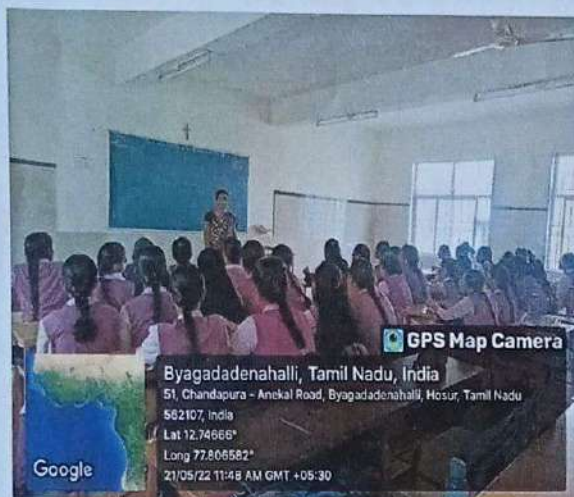 GPS Map Camera
Byagadadenahalli, Tamil Nadu, India
51, Chandapura - Anekal Road, Byagadadenahalli, Hosur, Tamil Nadu
562107, India
Lat 12.74666°
Long 77.806582°
21/05/22 11:48 AM GMT +05:30
Google